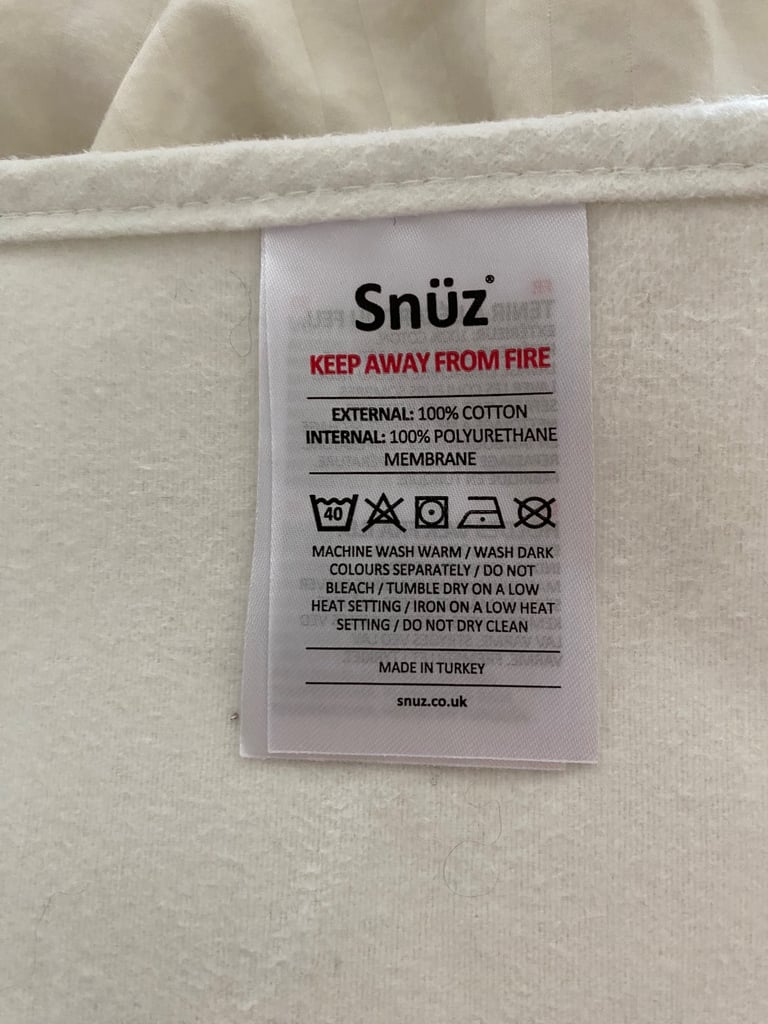 Snüz®
KEEP AWAY FROM FIRE
EXTERNAL: 100% COTTON
INTERNAL: 100% POLYURETHANE
MEMBRANE
40
MACHINE WASH WARM / WASH DARK
COLOURS SEPARATELY / DO NOT
BLEACH / TUMBLE DRY ON A LOW
HEAT SETTING / IRON ON A LOW HEAT
SETTING / DO NOT DRY CLEAN
MADE IN TURKEY
snuz.co.uk